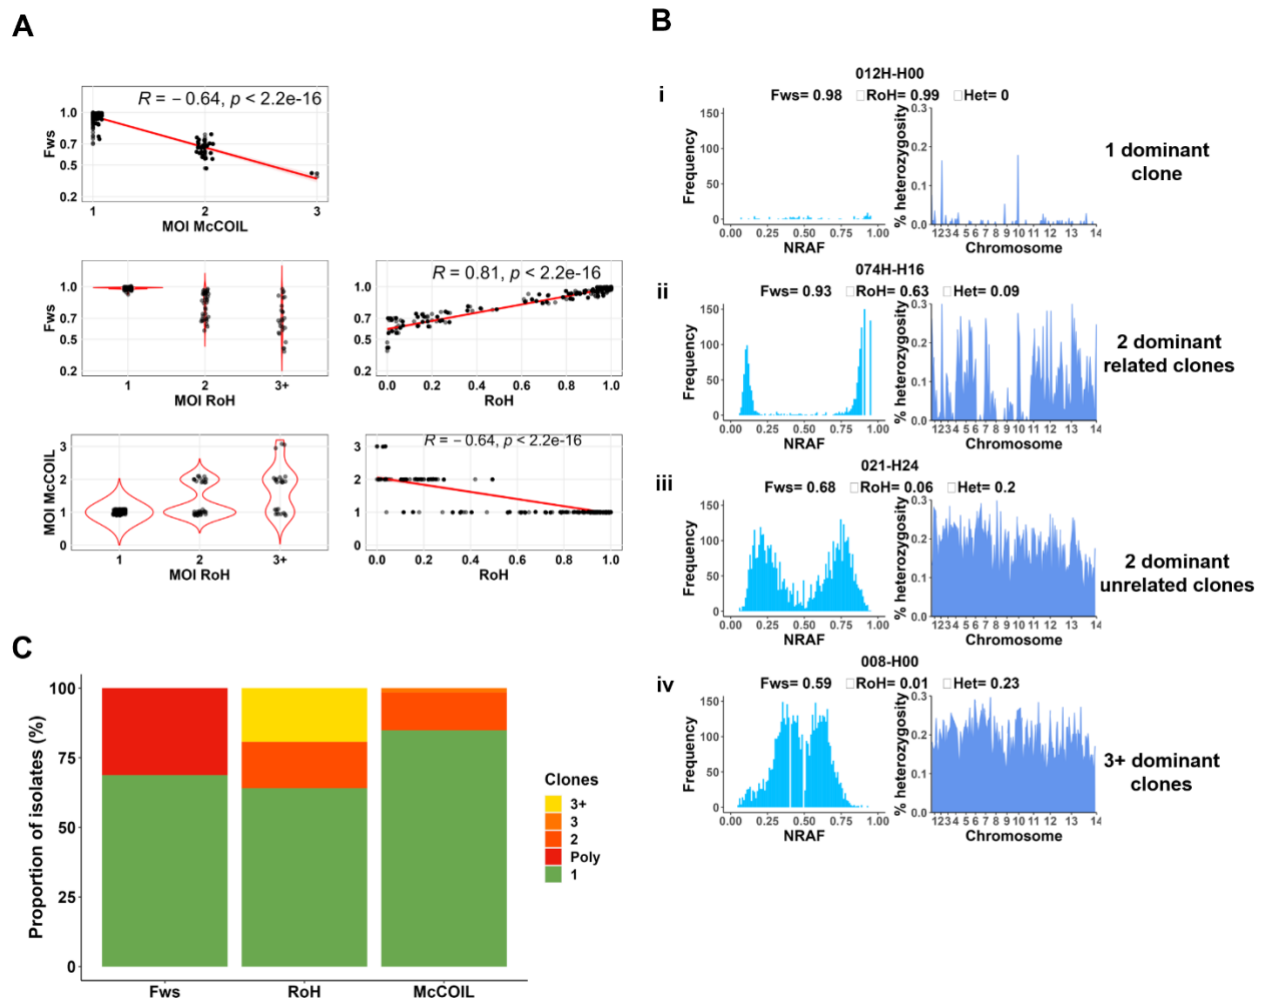 A
R = − 0.64, p < 2.2e-16
Fws
1.0
0.7
0.5
0.2
1
2
3
MOI McCOIL
Fws
1.0
0.7
0.5
0.2
1
2
3+
MOI RoH
R = 0.81, p < 2.2e-16
1.0
0.7
0.5
0.2
0.0
0.2
0.4
0.6
0.8
1.0
RoH
MOI McCOIL
3
2
1
0
1
2
3+
MOI RoH
R = − 0.64, p < 2.2e-16
3
2
1
0
0.0
0.2
0.4
0.6
0.8
1.0
RoH
B
i
012H-H00
Fws= 0.98 □RoH= 0.99 □Het= 0
Frequency
150
100
50
0
0.00 0.25 0.50 0.75 1.00
NRAF
% heterozygosity
0.3
0.2
0.1
0.0
1 2 3 4 5 6 7 8 9 10 11 12 13 14
Chromosome
1 dominant
clone
ii
074H-H16
Fws= 0.93 □RoH= 0.63 □Het= 0.09
Frequency
150
100
50
0
0.00 0.25 0.50 0.75 1.00
NRAF
% heterozygosity
0.3
0.2
0.1
0.0
1 2 3 4 5 6 7 8 9 10 11 12 13 14
Chromosome
2 dominant
related clones
iii
021-H24
Fws= 0.68 □RoH= 0.06 □Het= 0.2
Frequency
150
100
50
0
0.00 0.25 0.50 0.75 1.00
NRAF
% heterozygosity
0.3
0.2
0.1
0.0
1 2 3 4 5 6 7 8 9 10 11 12 13 14
Chromosome
2 dominant
unrelated clones
iv
008-H00
Fws= 0.59 □RoH= 0.01 □Het= 0.23
Frequency
150
100
50
0
0.00 0.25 0.50 0.75 1.00
NRAF
% heterozygosity
0.3
0.2
0.1
0.0
1 2 3 4 5 6 7 8 9 10 11 12 13 14
Chromosome
3+ dominant
clones
C
Proportion of isolates (%)
100
75
50
25
0
Fws
RoH
McCOIL
Clones
3+
3
2
Poly
1